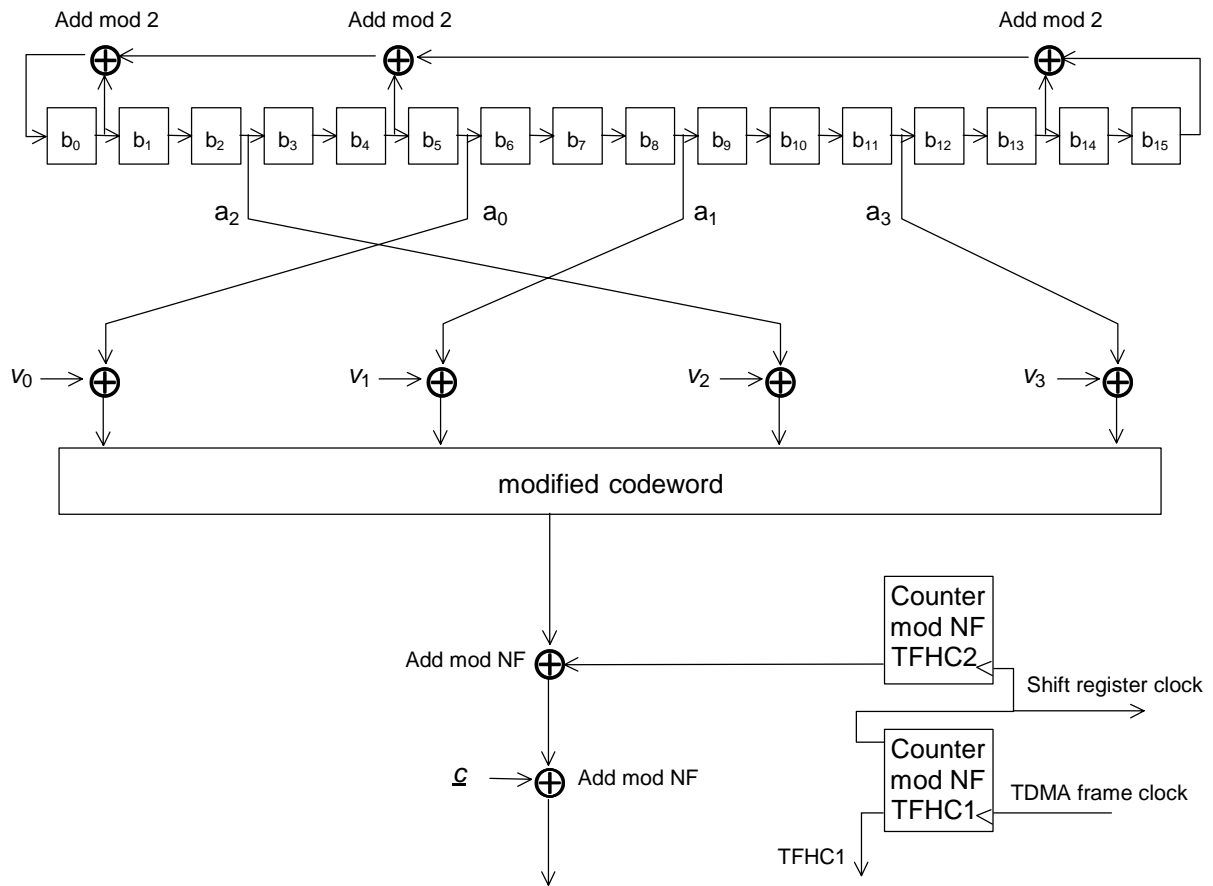 Add mod 2
Add mod 2
Add mod 2
b₀ b₁ b₂ b₃ b₄ b₅ b₆ b₇ b₈ b₉ b₁₀ b₁₁ b₁₂ b₁₃ b₁₄ b₁₅
a₂ a₀ a₁ a₃
v₀ v₁ v₂ v₃
modified codeword
Counter
mod NF
TFHC2
Add mod NF
Shift register clock
Counter
mod NF
TFHC1
c
Add mod NF
TDMA frame clock
TFHC1